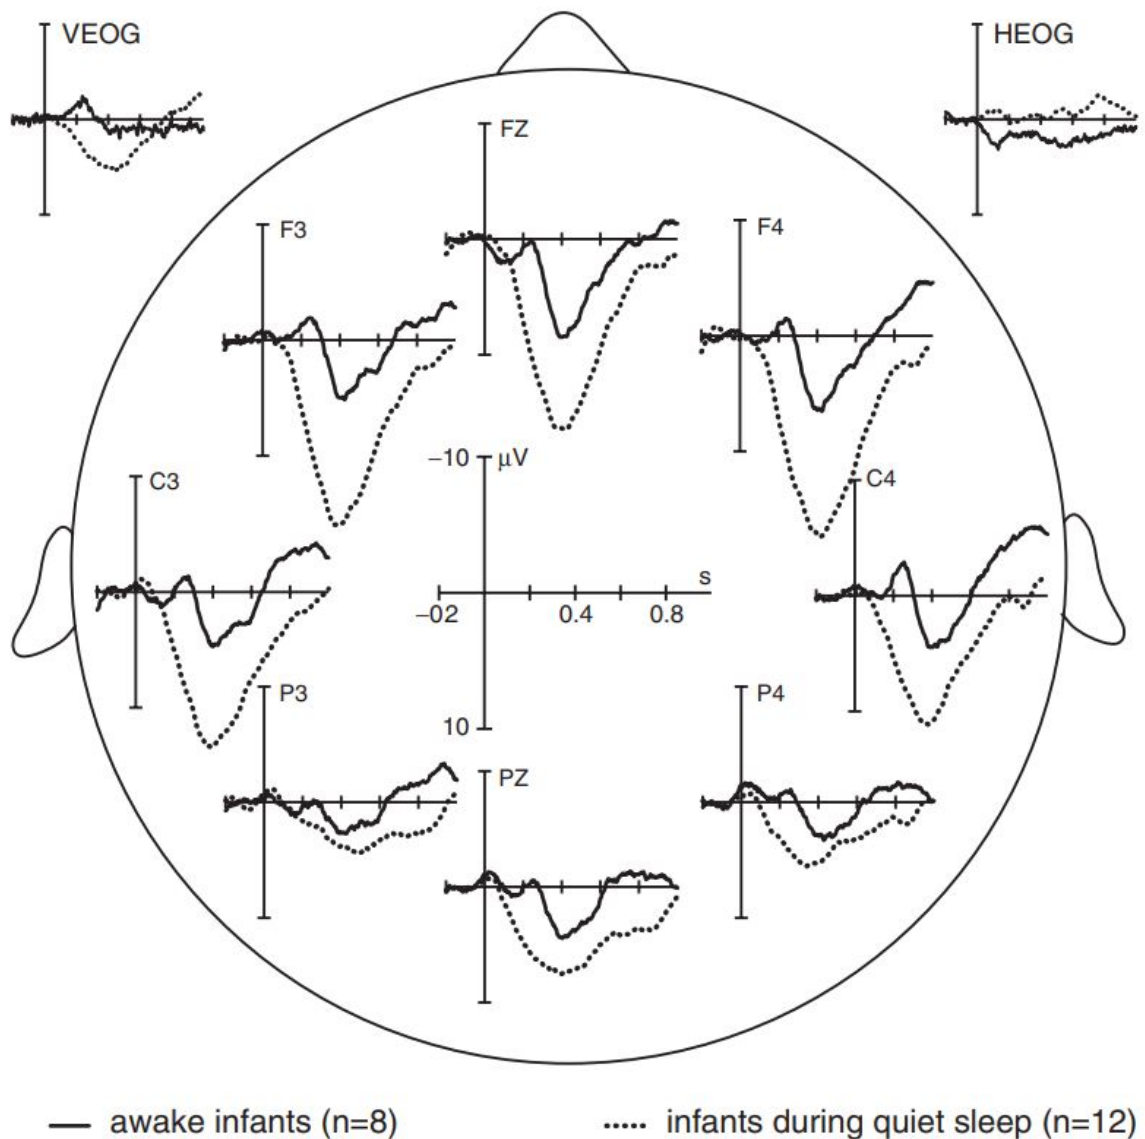 VEOG
HEOG
FZ
F3
F4
−10 μV
C3
C4
s
−02 0.4 0.8
P3
P4
10
PZ
awake infants (n=8)
infants during quiet sleep (n=12)